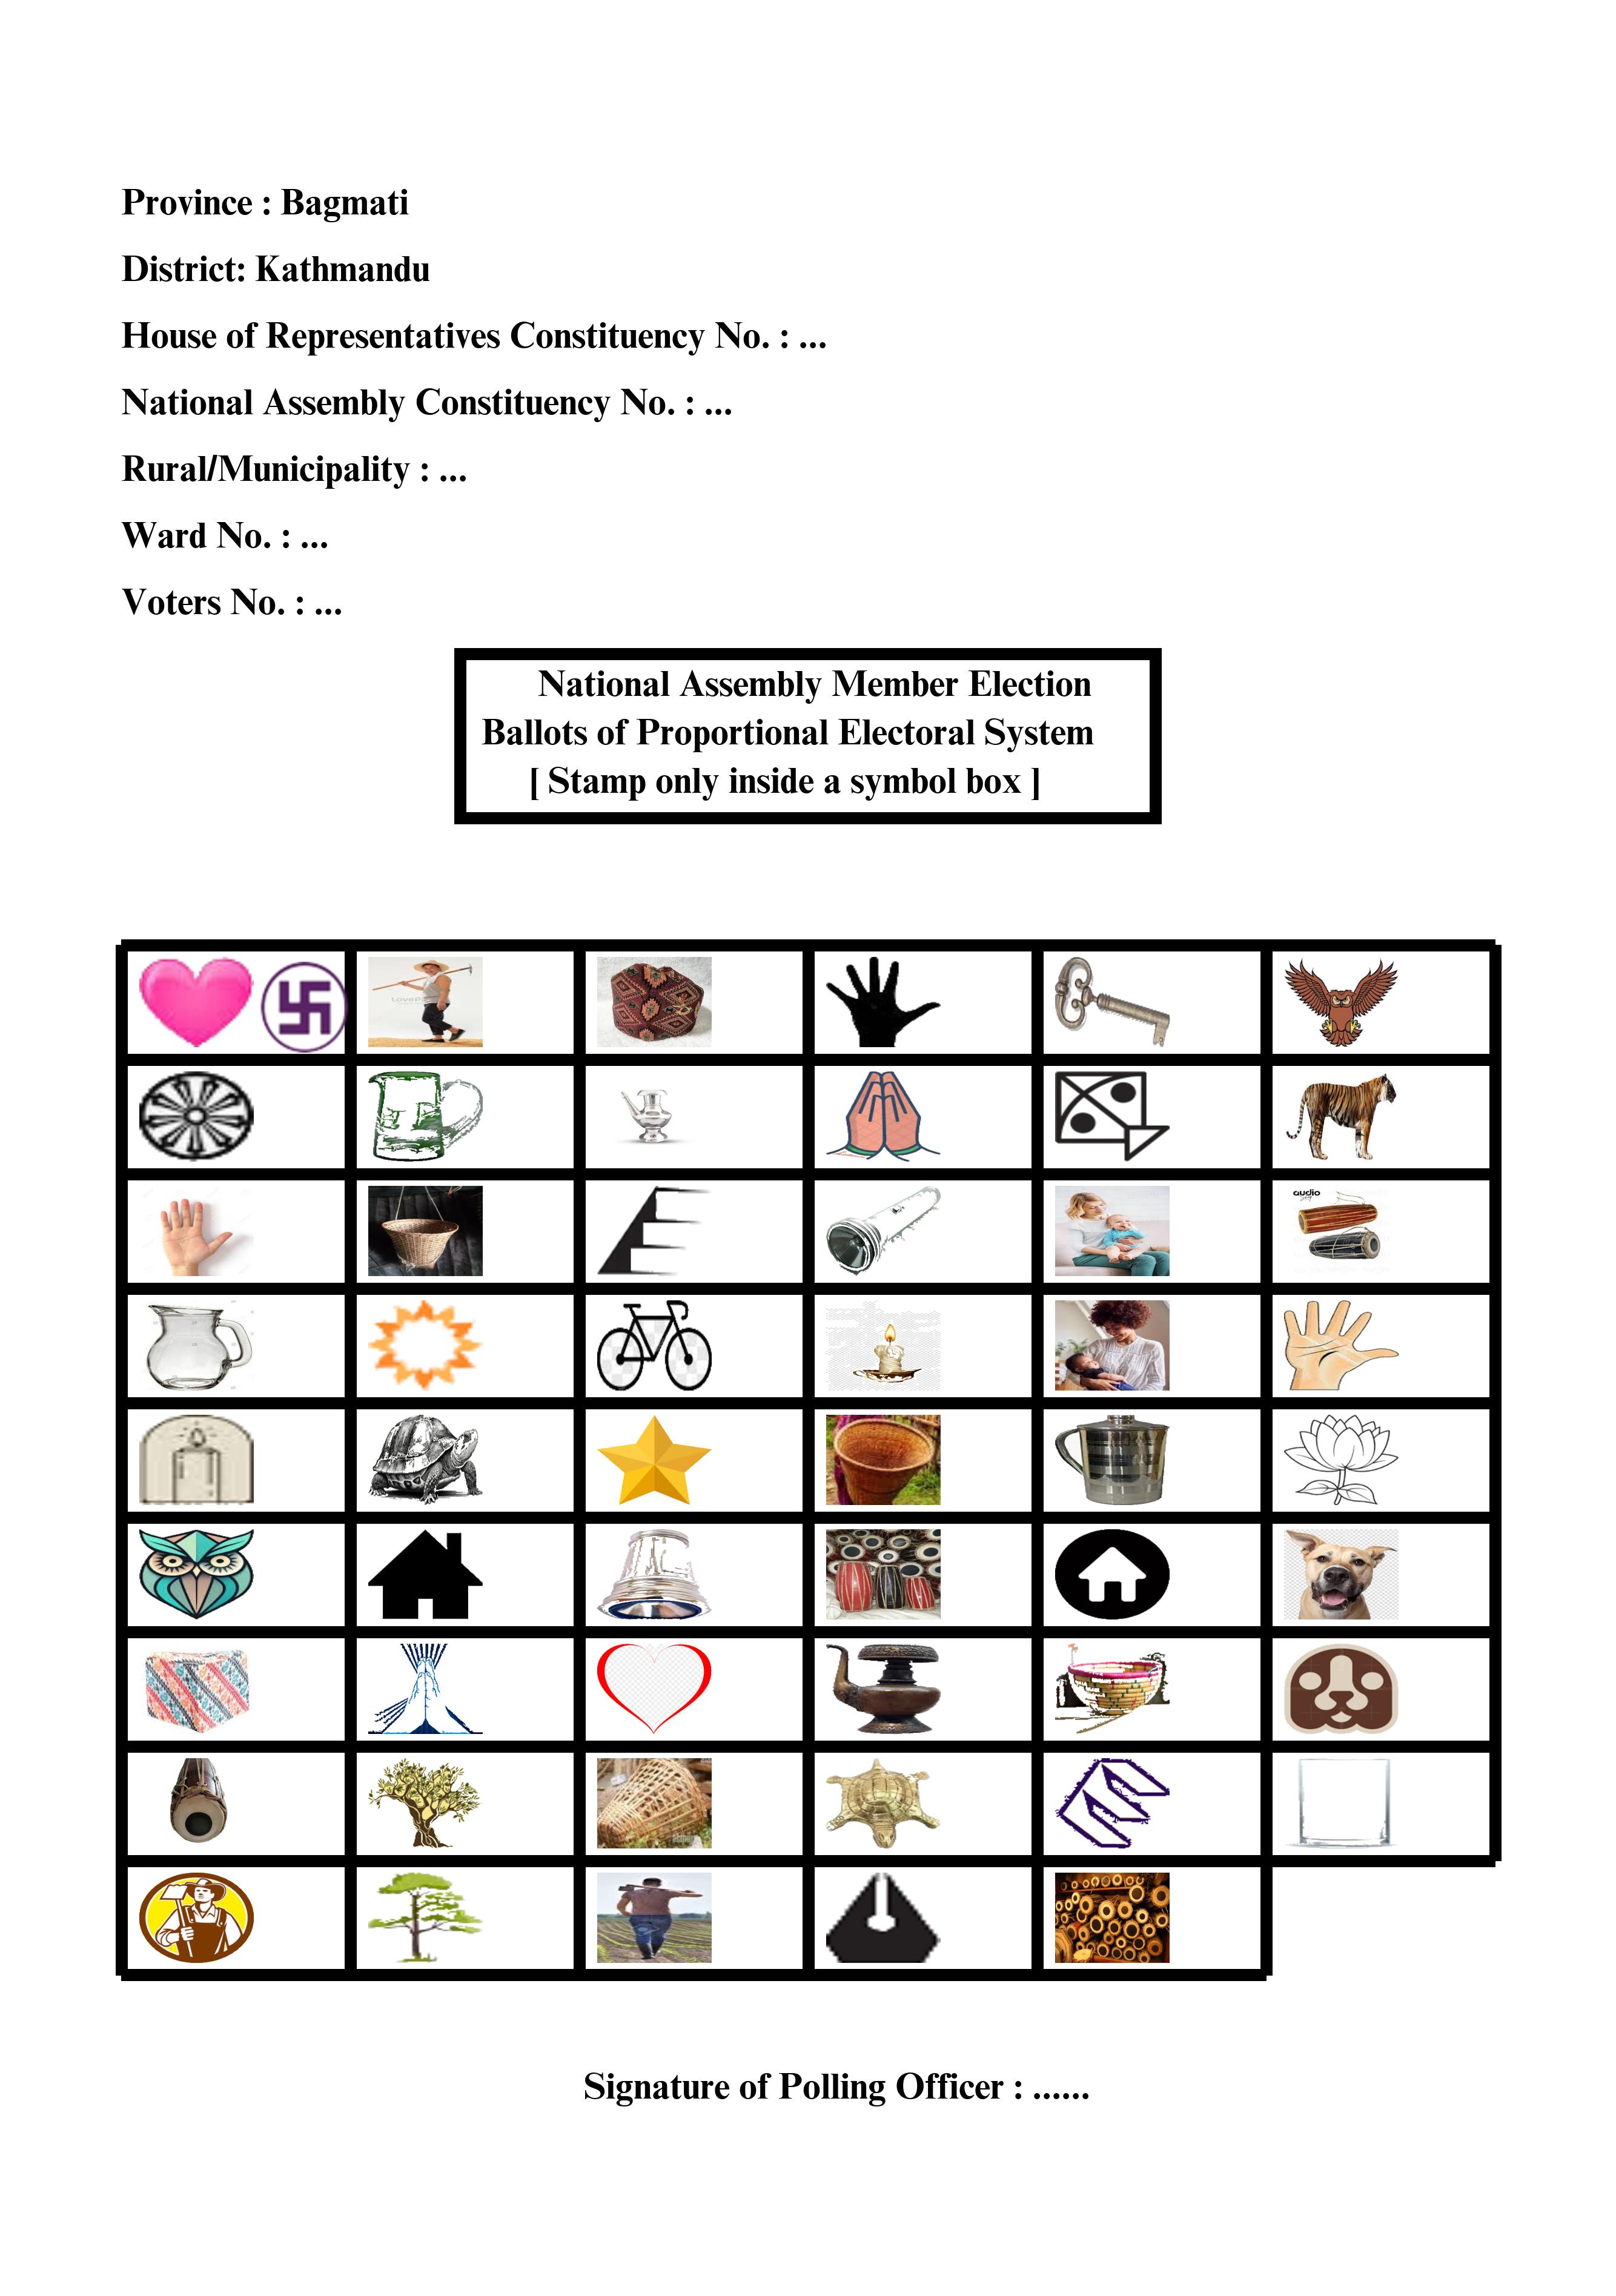 Province : Bagmati
District: Kathmandu
House of Representatives Constituency No. : ...
National Assembly Constituency No. : ...
Rural/Municipality : ...
Ward No. : ...
Voters No. : ...
National Assembly Member Election
Ballots of Proportional Electoral System
[ Stamp only inside a symbol box ]
audio
Signature of Polling Officer : ......